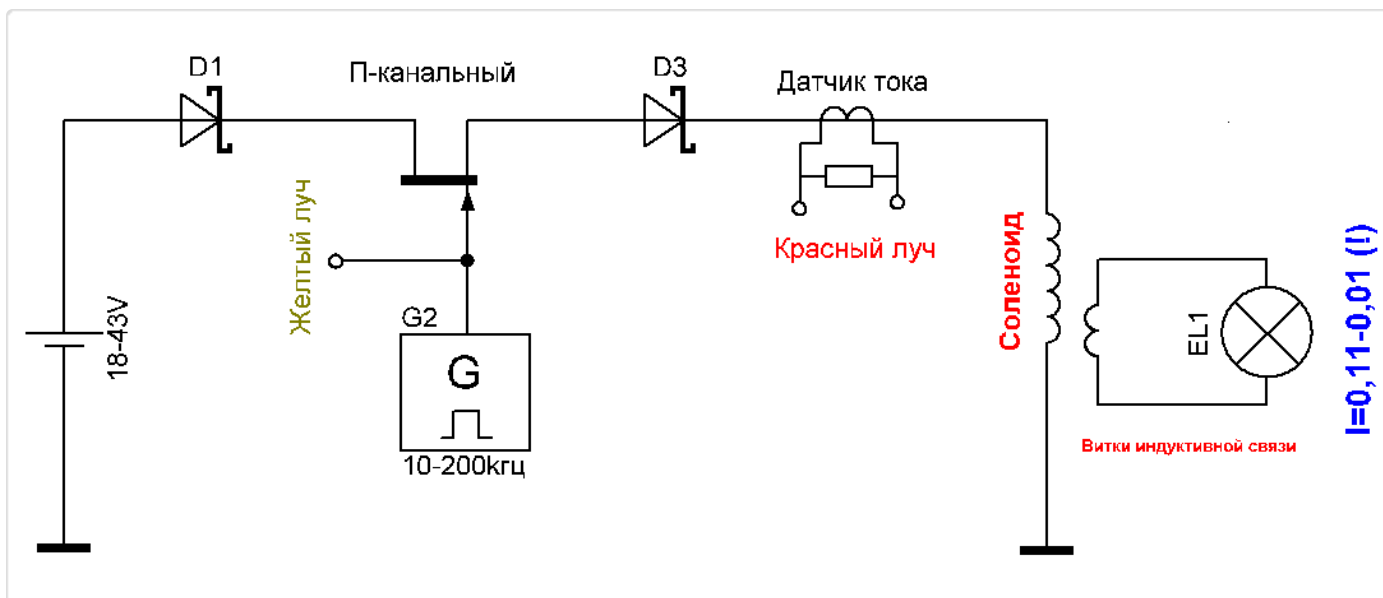 D1
П-канальный
D3
Датчик тока
Желтый луч
Красный луч
Соленоид
18-43V
G2
G
10-200kгц
EL1
Витки индуктивной связи
I=0,11-0,01 (!)